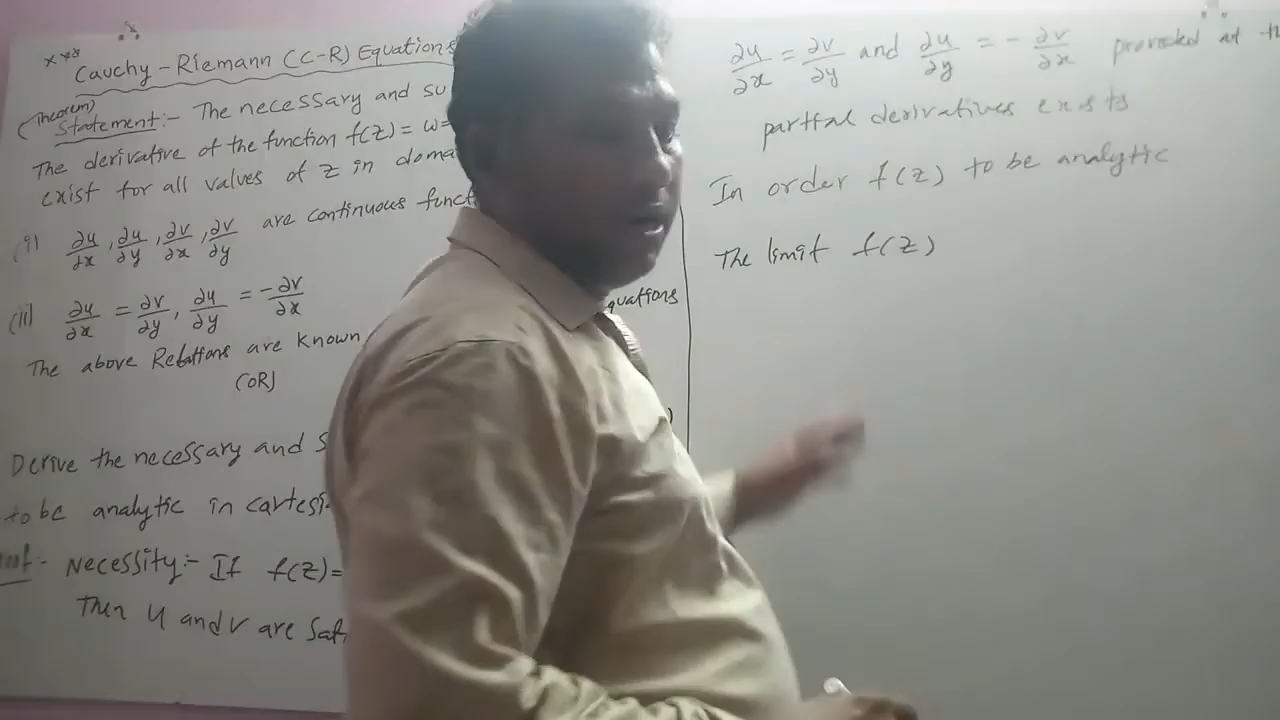 ×××
Cauchy-Riemann (C-R) Equations
(Theorem)
Statement:- The necessary and su
The derivative of the function f(z) = ω=
exist for all values of z in doma
(i) ∂u/∂x , ∂u/∂y , ∂v/∂x , ∂v/∂y are continuous funct
(ii) ∂u/∂x = ∂v/∂y , ∂u/∂y = -∂v/∂x
The above Relations are known
quations
(OR)
Derive the necessary and s
to be analytic in cartesi
oof:- Necessity:- If f(z)=
Then u and v are Sat
∂u/∂x = ∂v/∂y and ∂u/∂y = - ∂v/∂x provided at th
partial derivatives exists
In order f(z) to be analytic
The limit f(z)